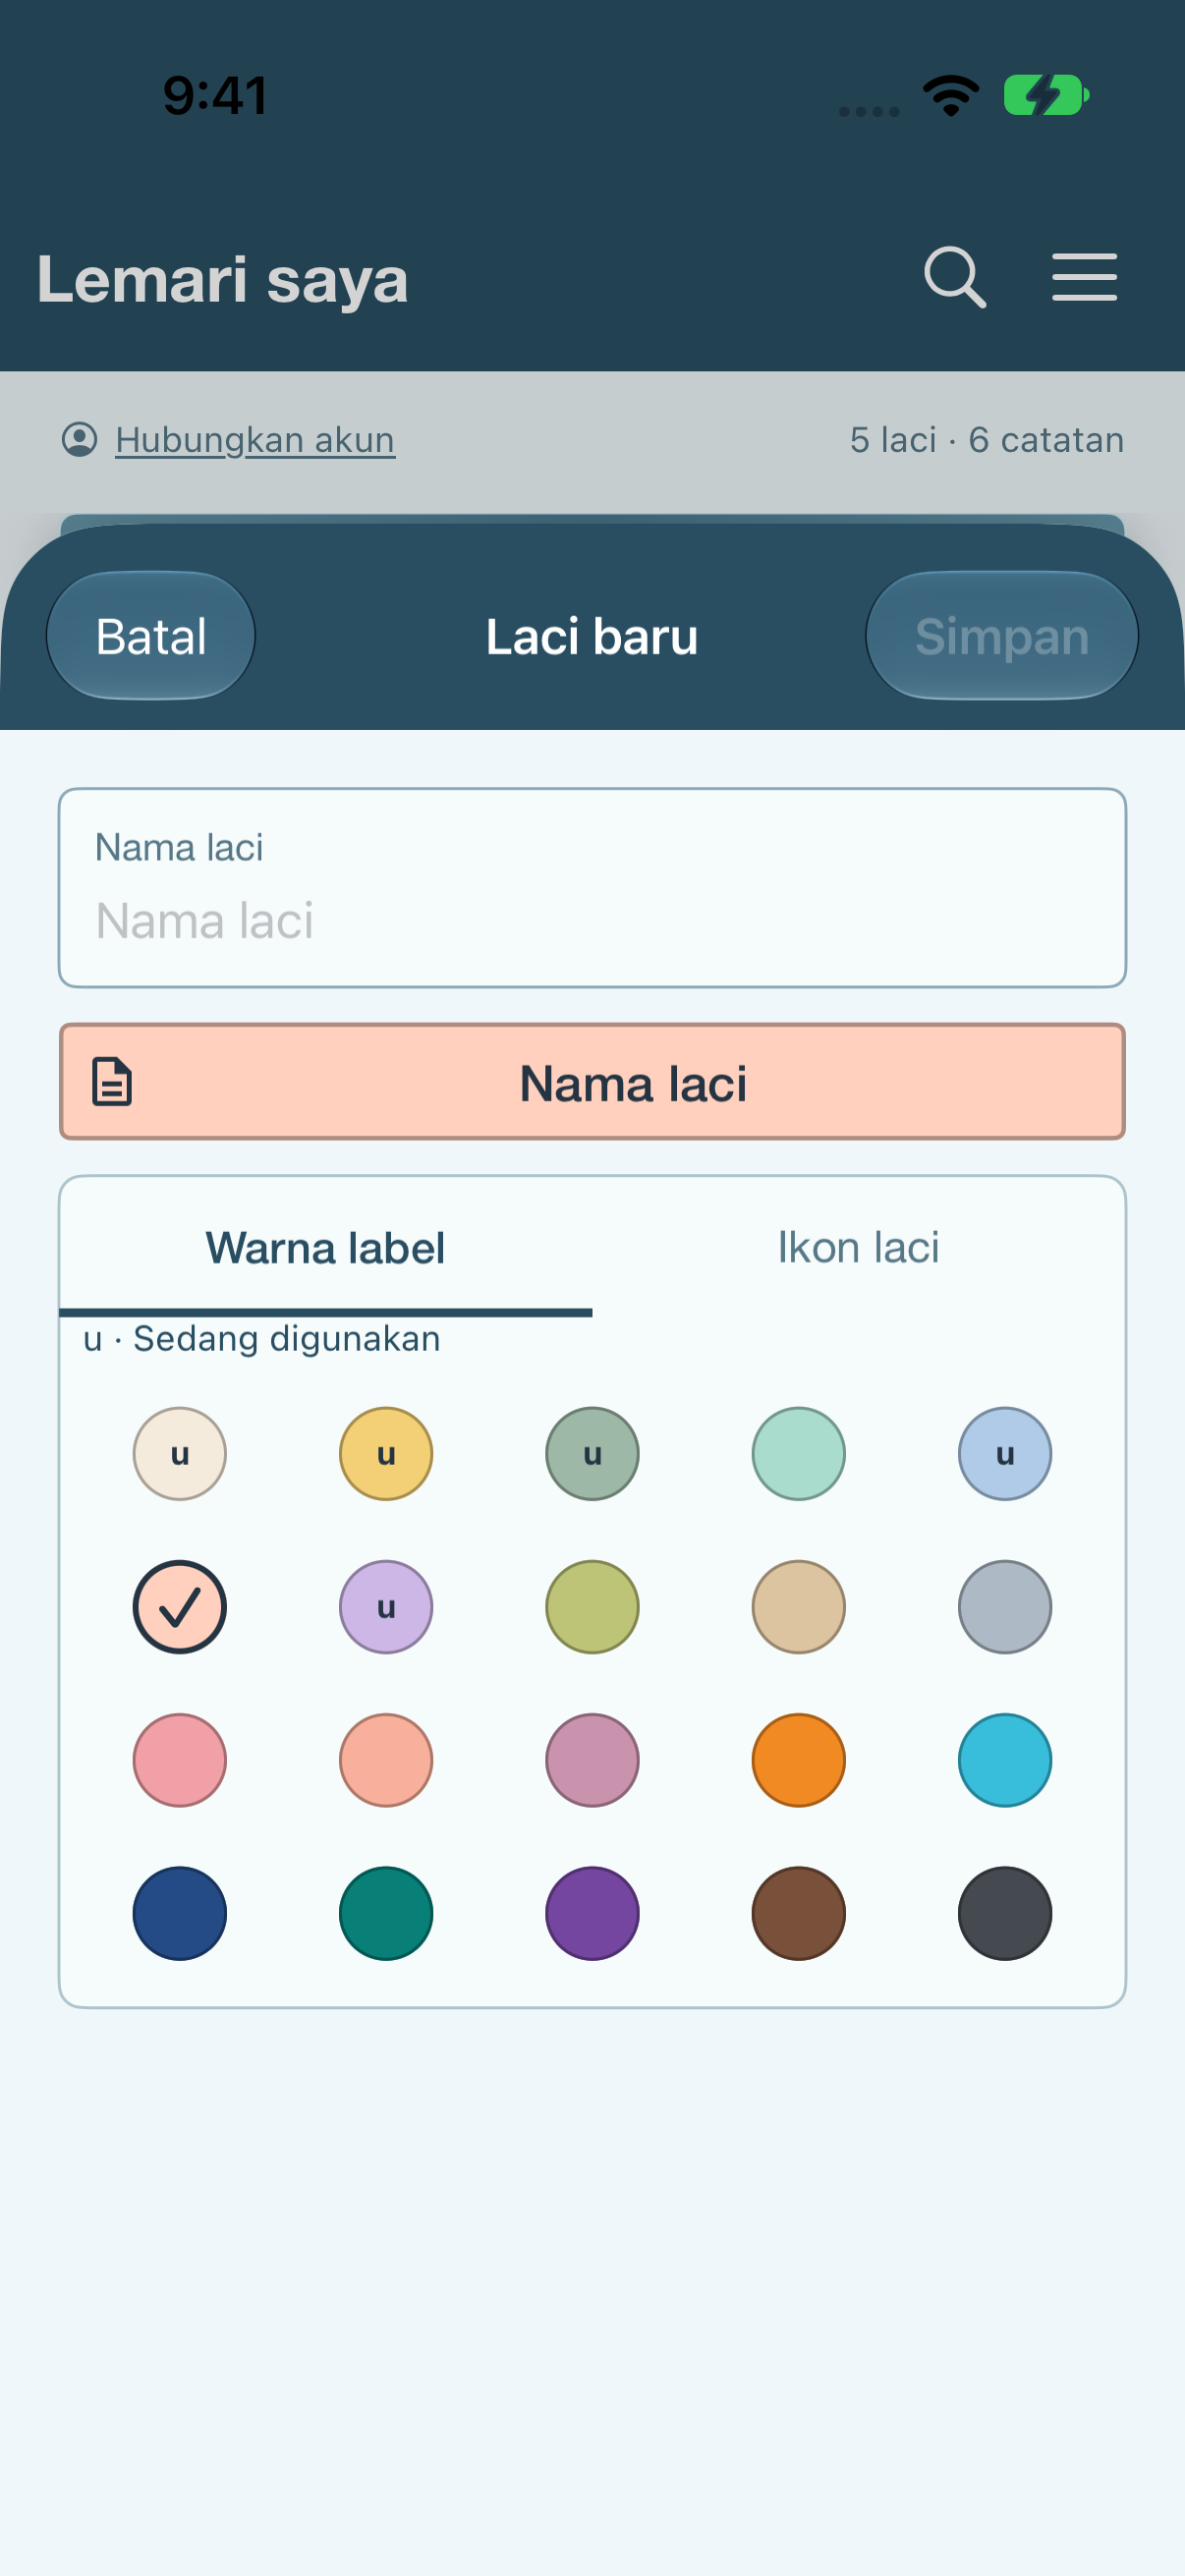 9:41
Lemari saya
Hubungkan akun
5 laci · 6 catatan
Batal
Laci baru
Simpan
Nama laci
Nama laci
Nama laci
Warna label
Ikon laci
u · Sedang digunakan
u
u
u
u
u